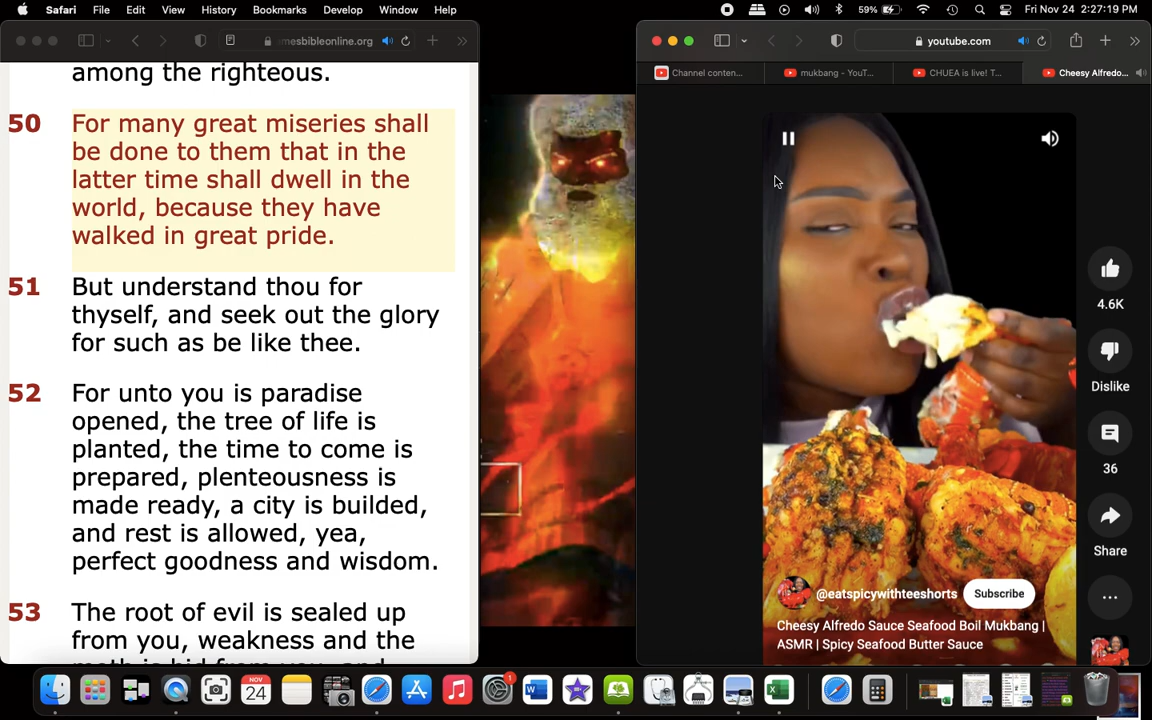 Safari File Edit View History Bookmarks Develop Window Help 59% Fri Nov 24 2:27:19 PM
mesbibleonline.org
youtube.com
Channel conten... mukbang - YouT... CHUEA is live! T... Cheesy Alfredo...
among the righteous.
50 For many great miseries shall
be done to them that in the
latter time shall dwell in the
world, because they have
walked in great pride.
51 But understand thou for
thyself, and seek out the glory
for such as be like thee.
52 For unto you is paradise
opened, the tree of life is
planted, the time to come is
prepared, plenteousness is
made ready, a city is builded,
and rest is allowed, yea,
perfect goodness and wisdom.
53 The root of evil is sealed up
from you, weakness and the
4.6K
Dislike
36
Share
@eatspicywithteeshorts Subscribe
Cheesy Alfredo Sauce Seafood Boil Mukbang |
ASMR | Spicy Seafood Butter Sauce
NOV
24
1